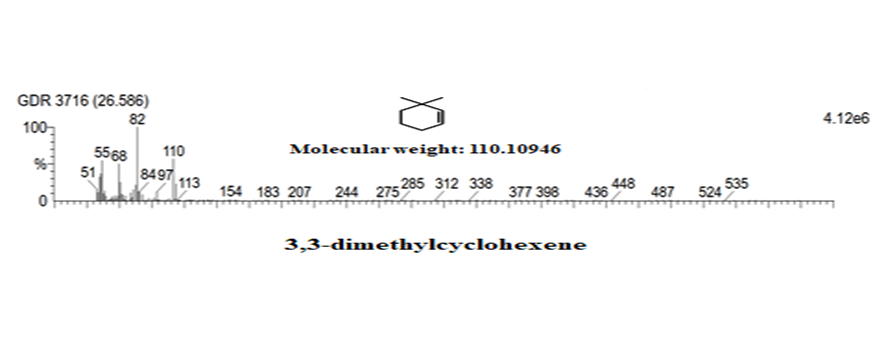 GDR 3716 (26.586)
82
4.12e6
100
110
Molecular weight: 110.10946
55 68
%
51
84 97
113
154 183 207 244 275 285 312 338 377 398 436 448 487 524 535
0
3,3-dimethylcyclohexene